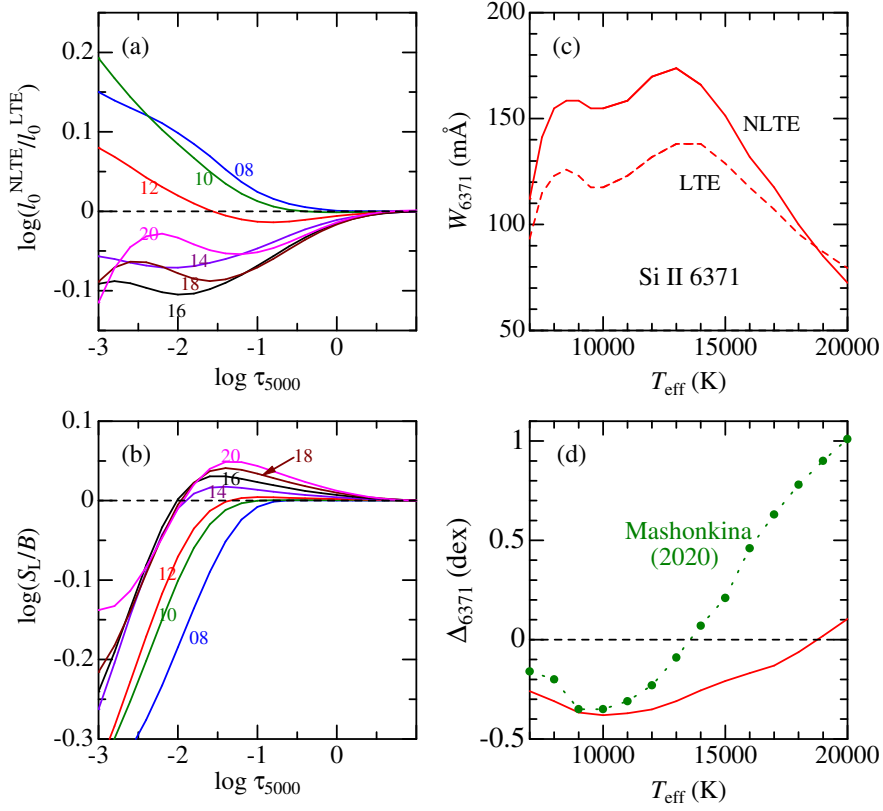 (a)
log(l₀ᴺᴸᵀᴱ/l₀ᴸᵀᴱ)
0.2
0.1
0
-0.1
08
10
12
20
14
18
16
-3 -2 -1 0
log τ₅₀₀₀
(c)
W₆₃₇₁ (mÅ)
200
150
100
50
NLTE
LTE
Si II 6371
10000 15000 20000
T_eff (K)
(b)
log(S_L/B)
0.1
0
-0.1
-0.2
-0.3
20
18
16
14
12
10
08
-3 -2 -1 0
log τ₅₀₀₀
(d)
Δ₆₃₇₁ (dex)
1
0.5
0
-0.5
Mashonkina
(2020)
10000 15000 20000
T_eff (K)